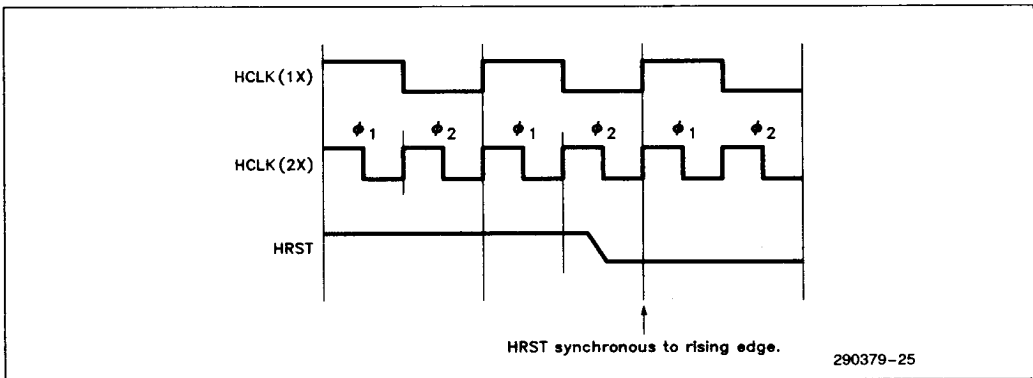 HCLK (1X)
ϕ1 ϕ2 ϕ1 ϕ2 ϕ1 ϕ2
HCLK (2X)
HRST
HRST synchronous to rising edge.
290379-25